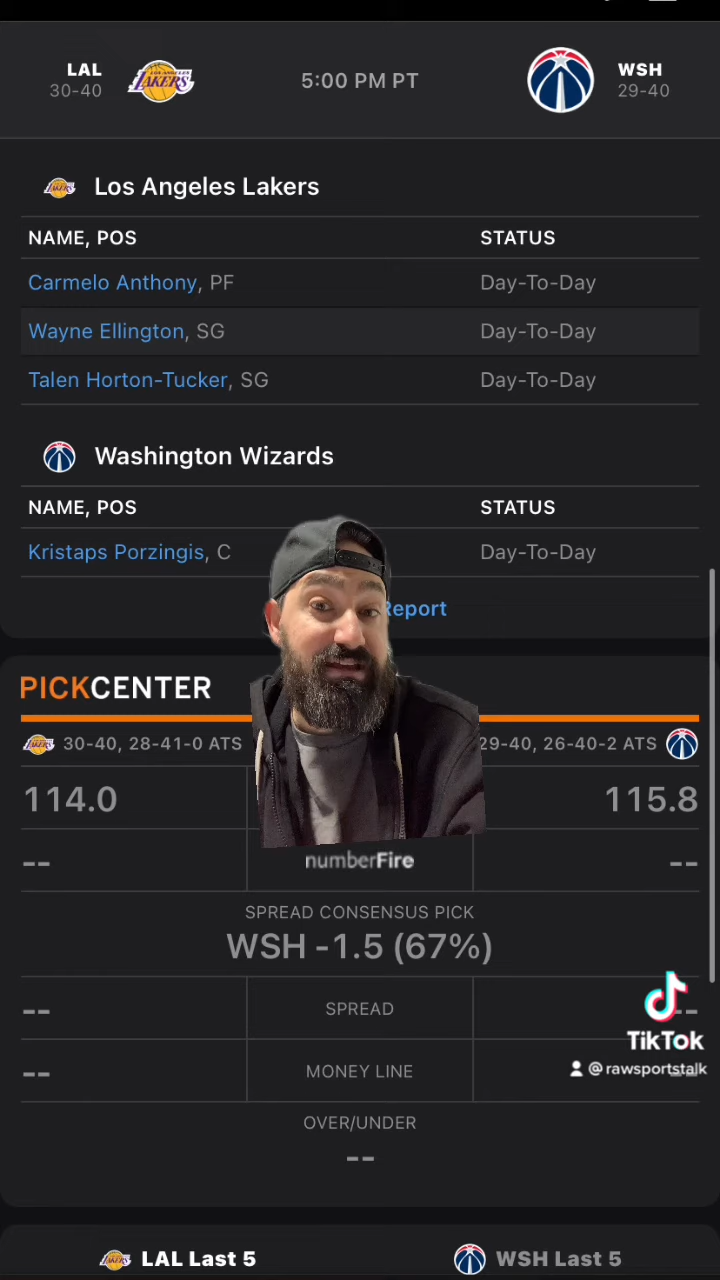 LAL
30-40
LOS ANGELES
LAKERS
5:00 PM PT
WSH
29-40
Los Angeles Lakers
NAME, POS STATUS
Carmelo Anthony, PF Day-To-Day
Wayne Ellington, SG Day-To-Day
Talen Horton-Tucker, SG Day-To-Day
Washington Wizards
NAME, POS STATUS
Kristaps Porzingis, C Day-To-Day
Report
PICKCENTER
30-40, 28-41-0 ATS 29-40, 26-40-2 ATS
114.0 115.8
-- numberFire --
SPREAD CONSENSUS PICK
WSH -1.5 (67%)
-- SPREAD --
TikTok
-- MONEY LINE --
@rawsportstalk
OVER/UNDER
--
LAL Last 5 WSH Last 5